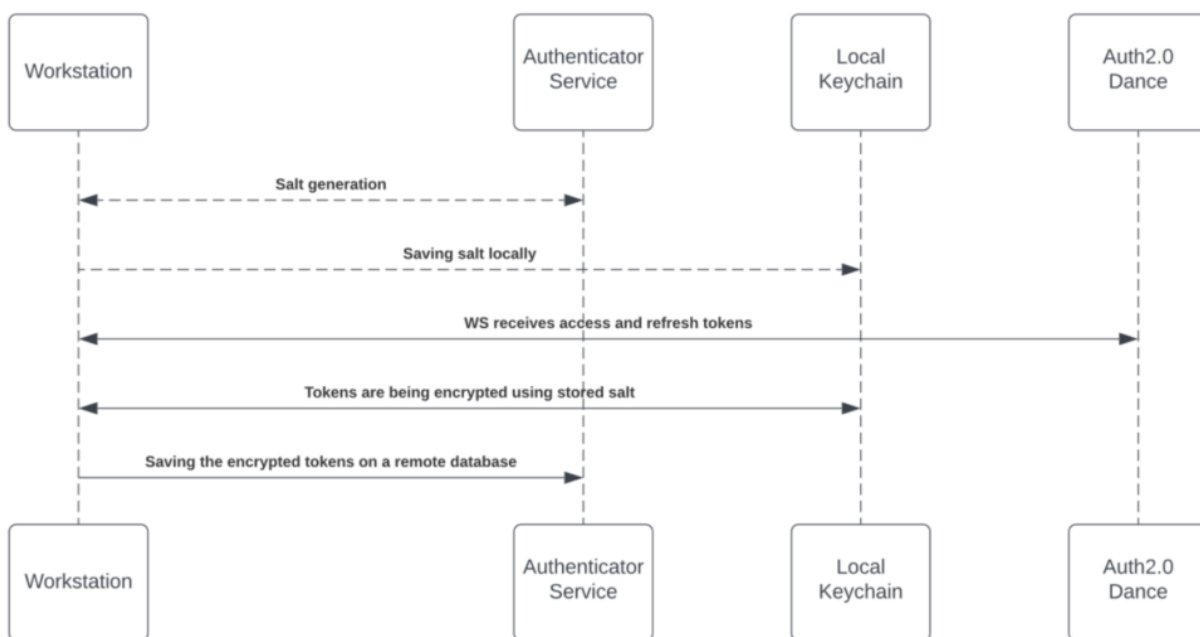 Workstation
Authenticator
Service
Local
Keychain
Auth2.0
Dance
Salt generation
Saving salt locally
WS receives access and refresh tokens
Tokens are being encrypted using stored salt
Saving the encrypted tokens on a remote database
Workstation
Authenticator
Service
Local
Keychain
Auth2.0
Dance